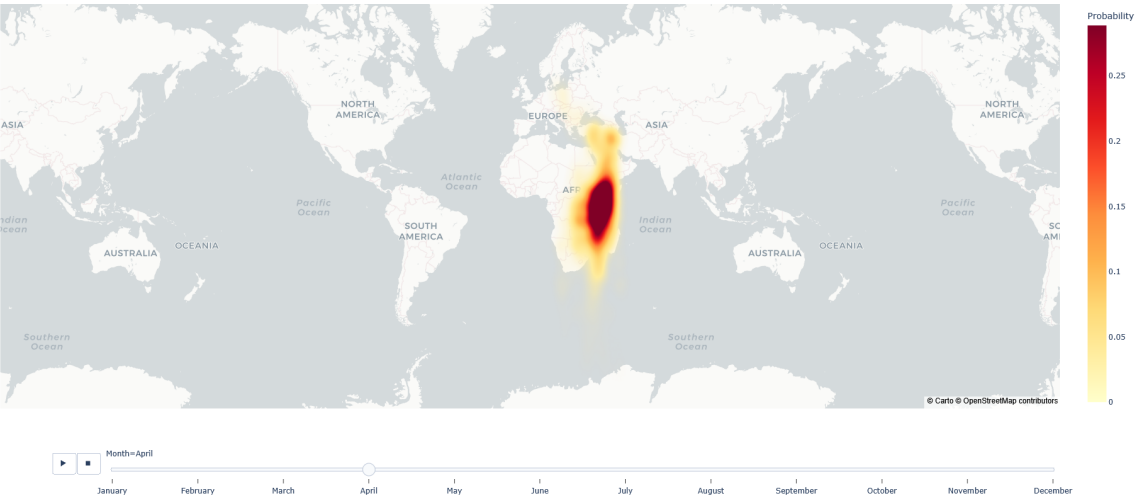 Probability
NORTH
AMERICA
NORTH
AMERICA
ASIA
EUROPE
ASIA
0.25
0.2
Atlantic
Ocean
AFR
Pacific
Ocean
Pacific
Ocean
0.15
Indian
Ocean
SOUTH
AMERICA
OCEANIA
AUSTRALIA
OCEANIA
AUSTRALIA
0.1
0.05
Southern
Ocean
Southern
Ocean
© Carto © OpenStreetMap contributors
0
Month=April
January February March April May June July August September October November December